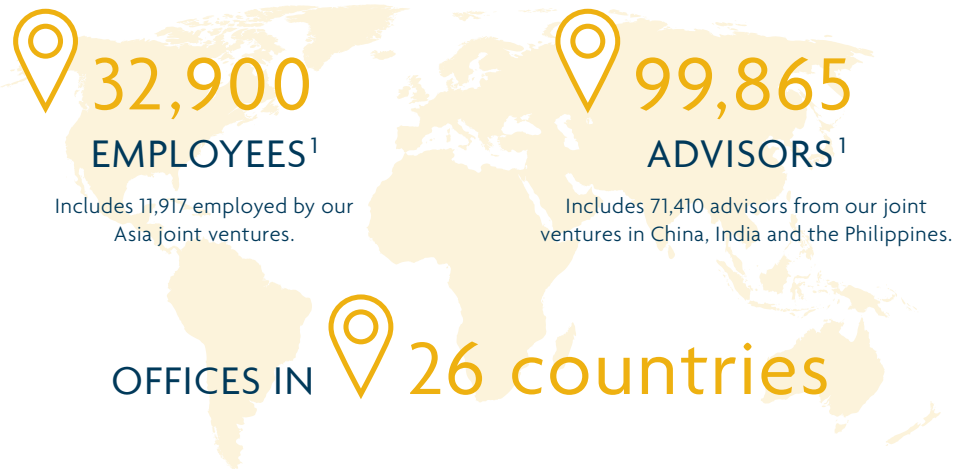 32,900
EMPLOYEES¹
Includes 11,917 employed by our
Asia joint ventures.
99,865
ADVISORS¹
Includes 71,410 advisors from our joint
ventures in China, India and the Philippines.
OFFICES IN 26 countries